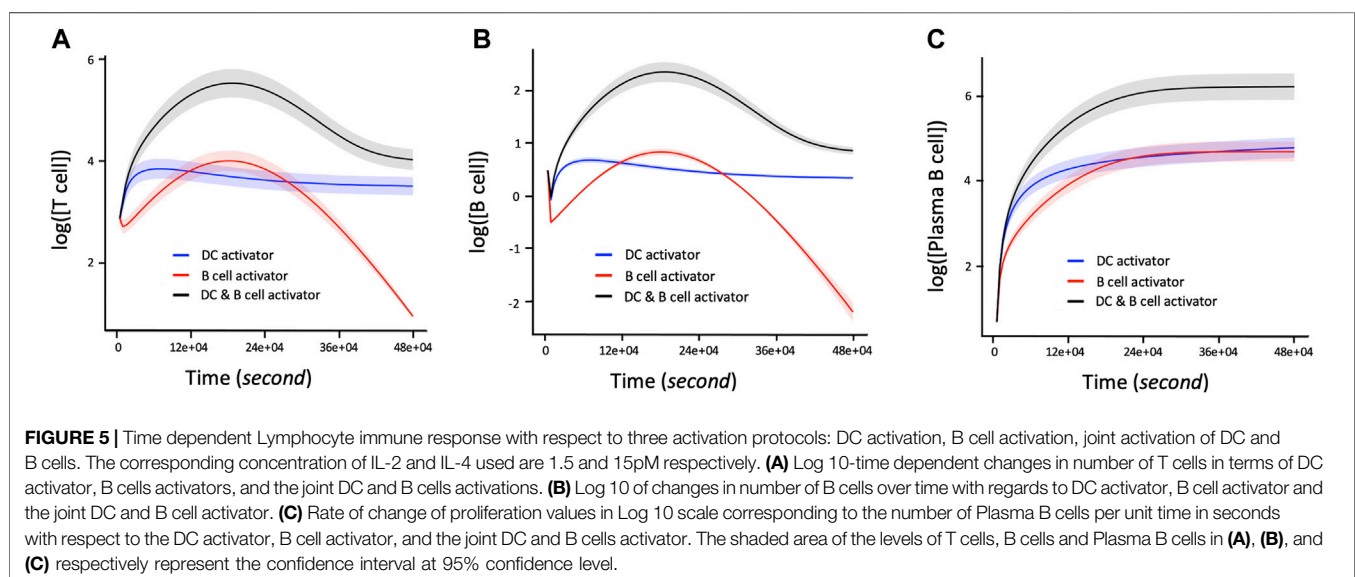 A
log([T cell])
6
4
2
DC activator
B cell activator
DC & B cell activator
0
12e+04
24e+04
36e+04
48e+04
Time (second)
B
log([B cell])
2
1
0
-1
-2
DC activator
B cell activator
DC & B cell activator
0
12e+04
24e+04
36e+04
48e+04
Time (second)
C
log([Plasma B cell])
6
4
2
DC activator
B cell activator
DC & B cell activator
0
12e+04
24e+04
36e+04
48e+04
Time (second)
FIGURE 5 | Time dependent Lymphocyte immune response with respect to three activation protocols: DC activation, B cell activation, joint activation of DC and
B cells. The corresponding concentration of IL-2 and IL-4 used are 1.5 and 15pM respectively. (A) Log 10-time dependent changes in number of T cells in terms of DC
activator, B cells activators, and the joint DC and B cells activations. (B) Log 10 of changes in number of B cells over time with regards to DC activator, B cell activator and
the joint DC and B cell activator. (C) Rate of change of proliferation values in Log 10 scale corresponding to the number of Plasma B cells per unit time in seconds
with respect to the DC activator, B cell activator, and the joint DC and B cells activator. The shaded area of the levels of T cells, B cells and Plasma B cells in (A), (B), and
(C) respectively represent the confidence interval at 95% confidence level.